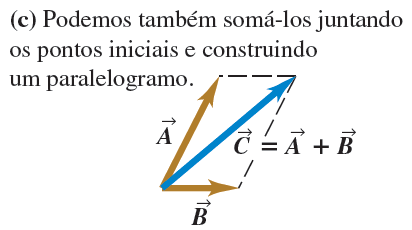 (c) Podemos também somá-los juntando
os pontos iniciais e construindo
um paralelogramo.
A⃗
C⃗ = A⃗ + B⃗
B⃗